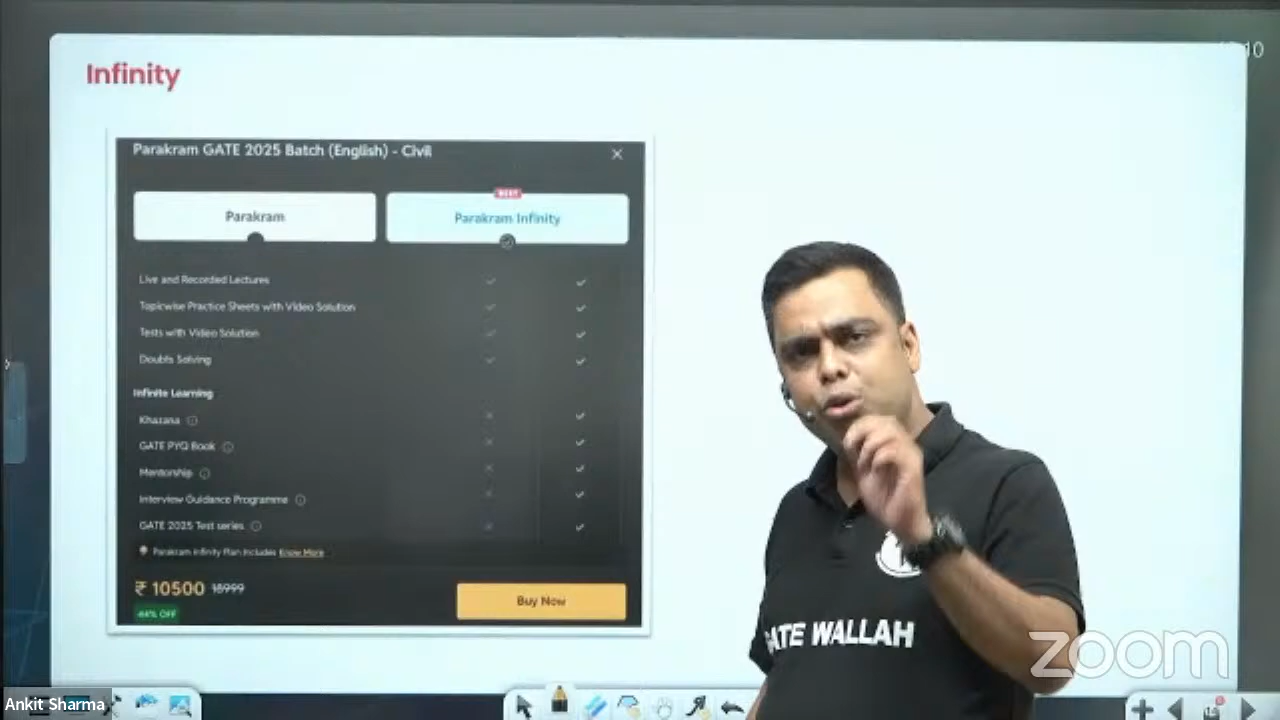 Infinity
Parakram GATE 2025 Batch (English) - Civil
Parakram
Parakram Infinity
Live and Recorded Lectures
Topicwise Practice Sheets with Video Solution
Tests with Video Solution
Doubts Solving
Infinite Learning
Khazana
GATE PYQ Book
Mentorship
Interview Guidance Programme
GATE 2025 Test series
Parakram Infinity Plan includes Know More
₹ 10500 18999
44% OFF
Buy Now
ATE WALLAH
zoom
Ankit Sharma